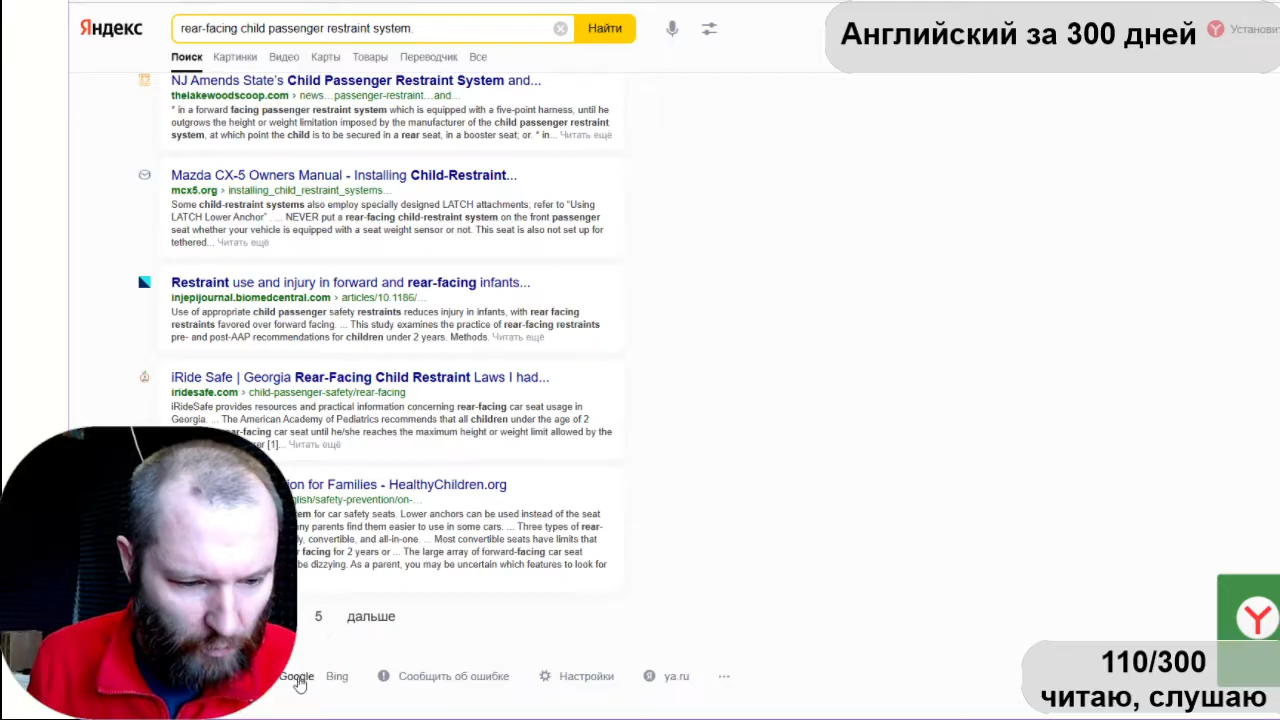 Яндекс
rear-facing child passenger restraint system.
Найти
Английский за 300 дней
Установи
Поиск Картинки Видео Карты Товары Переводчик Все
NJ Amends State's Child Passenger Restraint System and...
thelakewoodscoop.com › news…passenger-restraint…and…
* in a forward facing passenger restraint system which is equipped with a five-point harness, until he
outgrows the height or weight limitation imposed by the manufacturer of the child passenger restraint
system, at which point the child is to be secured in a rear seat, in a booster seat; or. * in... Читать ещё
Mazda CX-5 Owners Manual - Installing Child-Restraint...
mcx5.org › installing_child_restraint_systems…
Some child-restraint systems also employ specially designed LATCH attachments; refer to “Using
LATCH Lower Anchor” . ... NEVER put a rear-facing child-restraint system on the front passenger
seat whether your vehicle is equipped with a seat weight sensor or not. This seat is also not set up for
tethered... Читать ещё
Restraint use and injury in forward and rear-facing infants...
injepijournal.biomedcentral.com › articles/10.1186/…
Use of appropriate child passenger safety restraints reduces injury in infants, with rear facing
restraints favored over forward facing. ... This study examines the practice of rear-facing restraints
pre- and post-AAP recommendations for children under 2 years. Methods. Читать ещё
iRide Safe | Georgia Rear-Facing Child Restraint Laws I had...
iridesafe.com › child-passenger-safety/rear-facing
iRideSafe provides resources and practical information concerning rear-facing car seat usage in
Georgia. ... The American Academy of Pediatrics recommends that all children under the age of 2
ear-facing car seat until he/she reaches the maximum height or weight limit allowed by the
rer [1]... Читать ещё
ion for Families - HealthyChildren.org
lish/safety-prevention/on-…
em for car safety seats. Lower anchors can be used instead of the seat
ny parents find them easier to use in some cars. ... Three types of rear-
y, convertible, and all-in-one. ... Most convertible seats have limits that
r facing for 2 years or ... The large array of forward-facing car seat
be dizzying. As a parent, you may be uncertain which features to look for
5 дальше
Google Bing Сообщить об ошибке Настройки ya.ru ...
110/300
читаю, слушаю